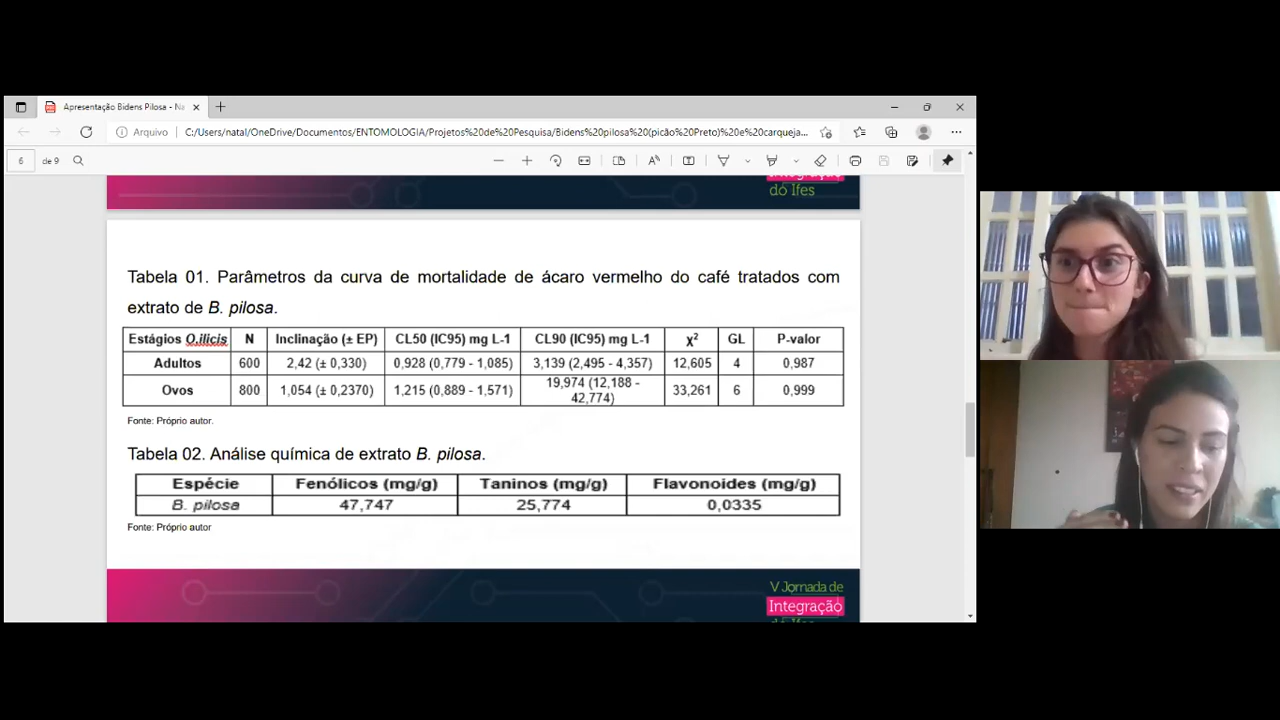 Apresentação Bidens Pilosa - Na
Arquivo
C:/Users/natal/OneDrive/Documentos/ENTOMOLOGIA/Projetos%20de%20Pesquisa/Bidens%20pilosa%20(picão%20Preto)%20e%20carqueja...
6 de 9
Integração
do Ifes
Tabela 01. Parâmetros da curva de mortalidade de ácaro vermelho do café tratados com
extrato de B. pilosa.
Estágios O.ilicis N Inclinação (± EP) CL50 (IC95) mg L-1 CL90 (IC95) mg L-1 χ² GL P-valor
Adultos 600 2,42 (± 0,330) 0,928 (0,779 - 1,085) 3,139 (2,495 - 4,357) 12,605 4 0,987
Ovos 800 1,054 (± 0,2370) 1,215 (0,889 - 1,571) 19,974 (12,188 -
42,774) 33,261 6 0,999
Fonte: Próprio autor.
Tabela 02. Análise química de extrato B. pilosa.
Espécie Fenólicos (mg/g) Taninos (mg/g) Flavonoides (mg/g)
B. pilosa 47,747 25,774 0,0335
Fonte: Próprio autor
V Jornada de
Integração
do Ifes